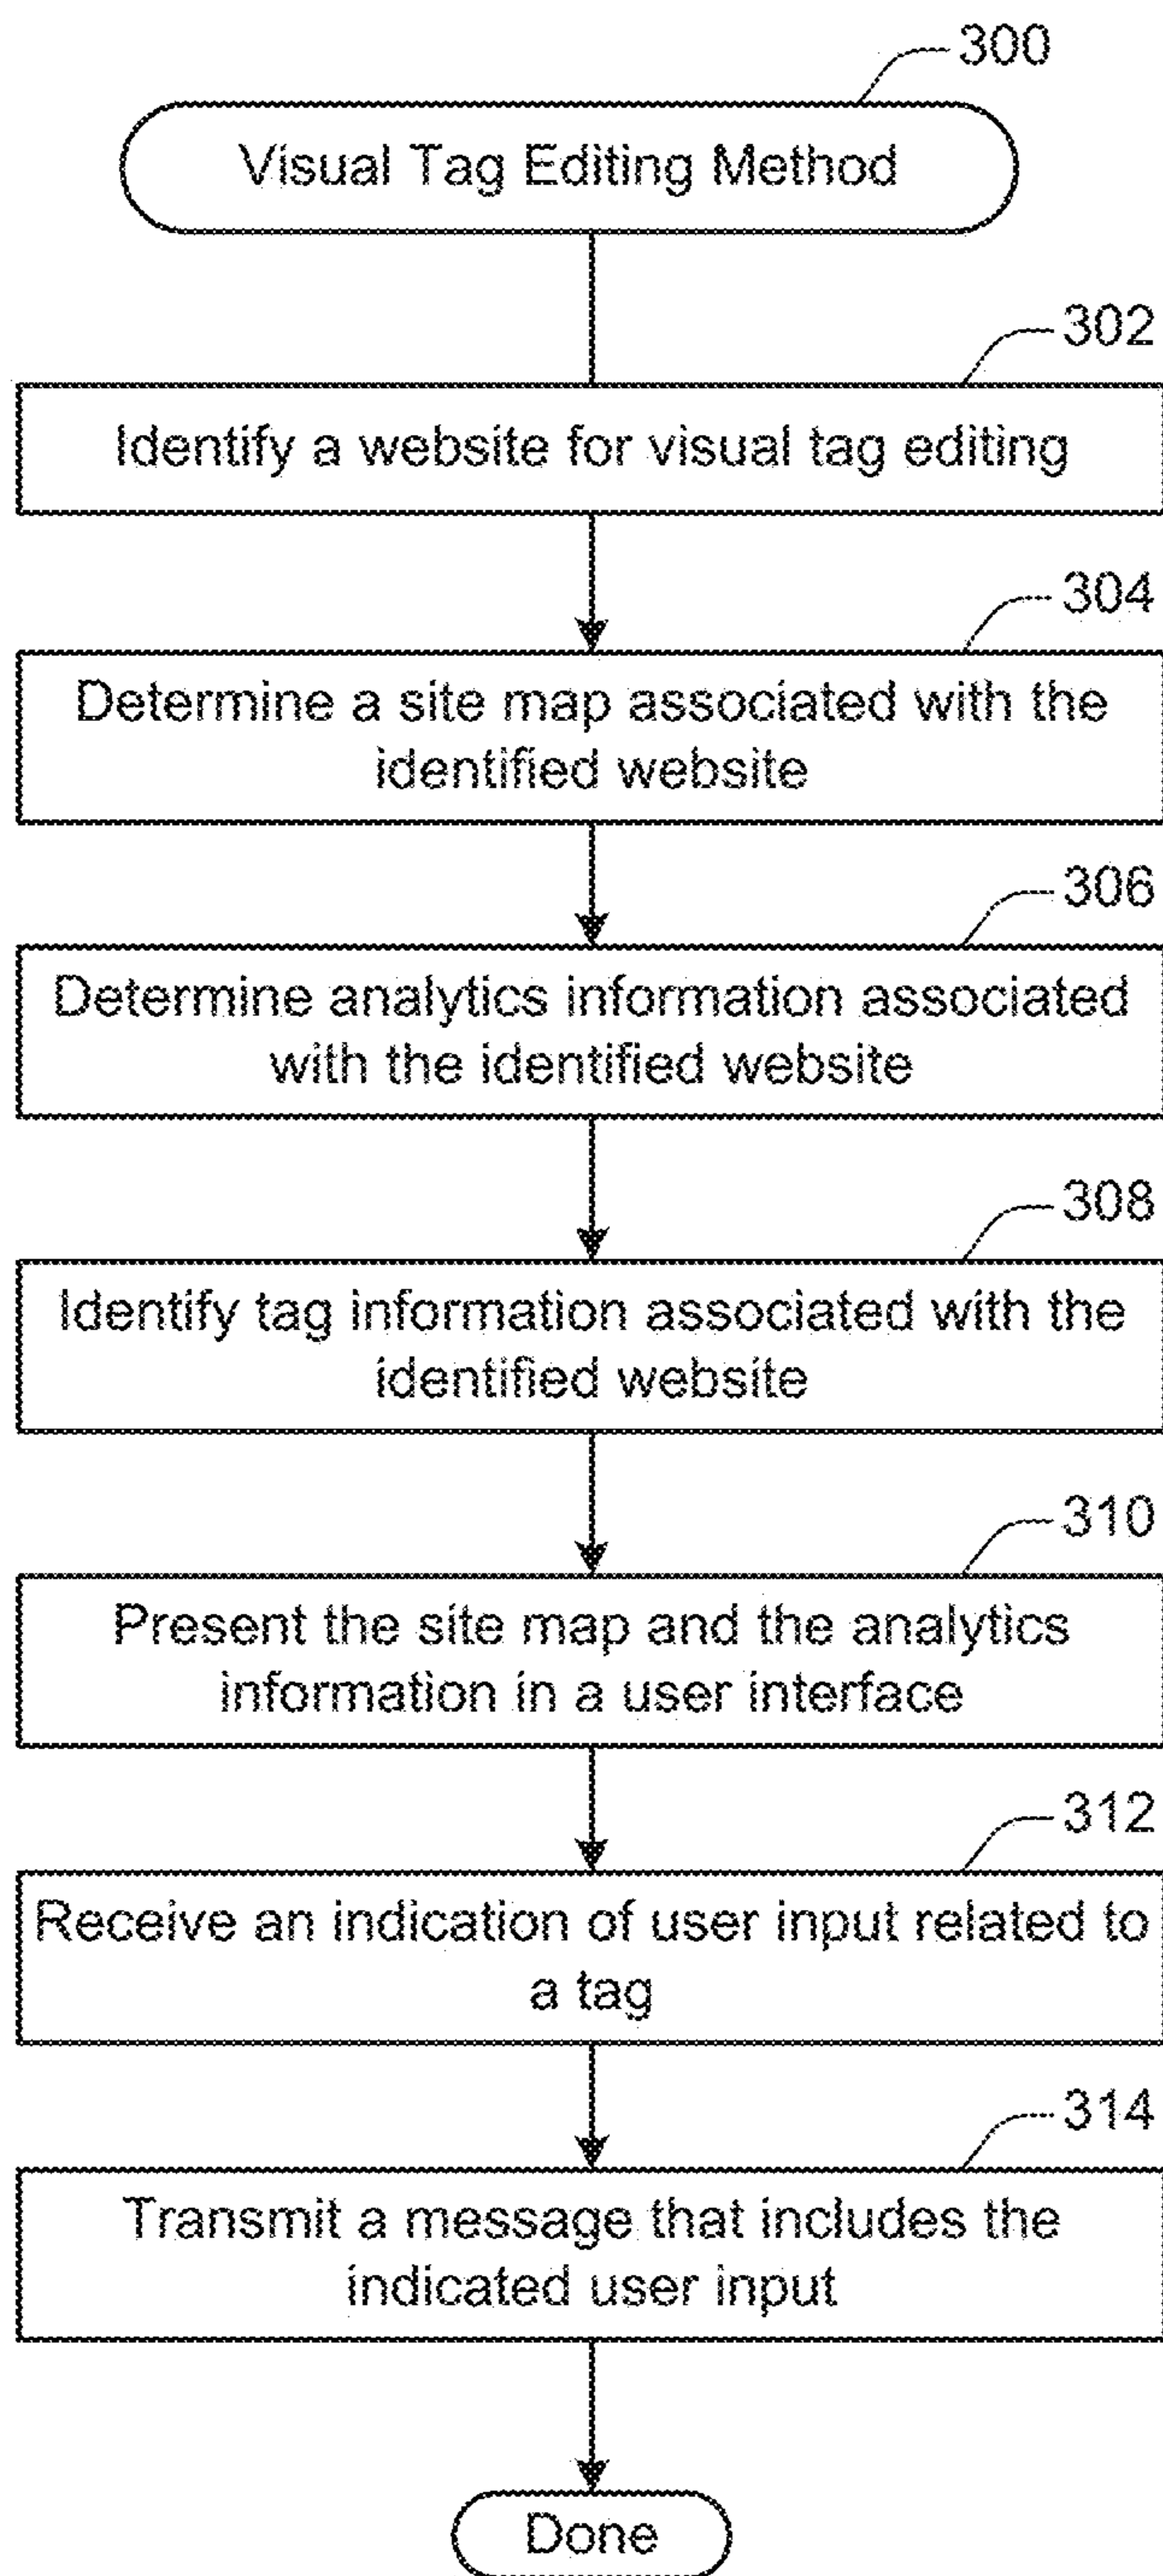 300
Visual Tag Editing Method
302
Identify a website for visual tag editing
304
Determine a site map associated with the
identified website
306
Determine analytics information associated
with the identified website
308
Identify tag information associated with the
identified website
310
Present the site map and the analytics
information in a user interface
312
Receive an indication of user input related to
a tag
314
Transmit a message that includes the
indicated user input
Done